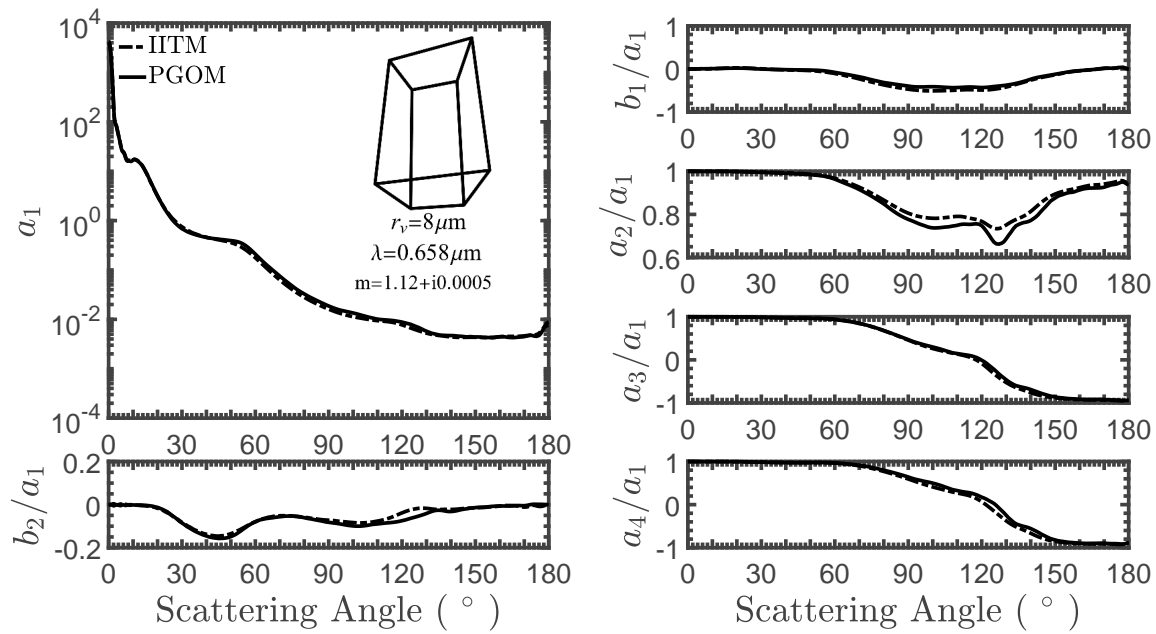 10^4
10^2
10^0
10^-2
10^-4
a_1
IITM
PGOM
r_v=8μm
λ=0.658μm
m=1.12+i0.0005
0 30 60 90 120 150 180
0.2
0
-0.2
b_2/a_1
0 30 60 90 120 150 180
Scattering Angle ( ° )
1
0
-1
b_1/a_1
0 30 60 90 120 150 180
1
0.8
0.6
a_2/a_1
0 30 60 90 120 150 180
1
0
-1
a_3/a_1
0 30 60 90 120 150 180
1
0
-1
a_4/a_1
0 30 60 90 120 150 180
Scattering Angle ( ° )